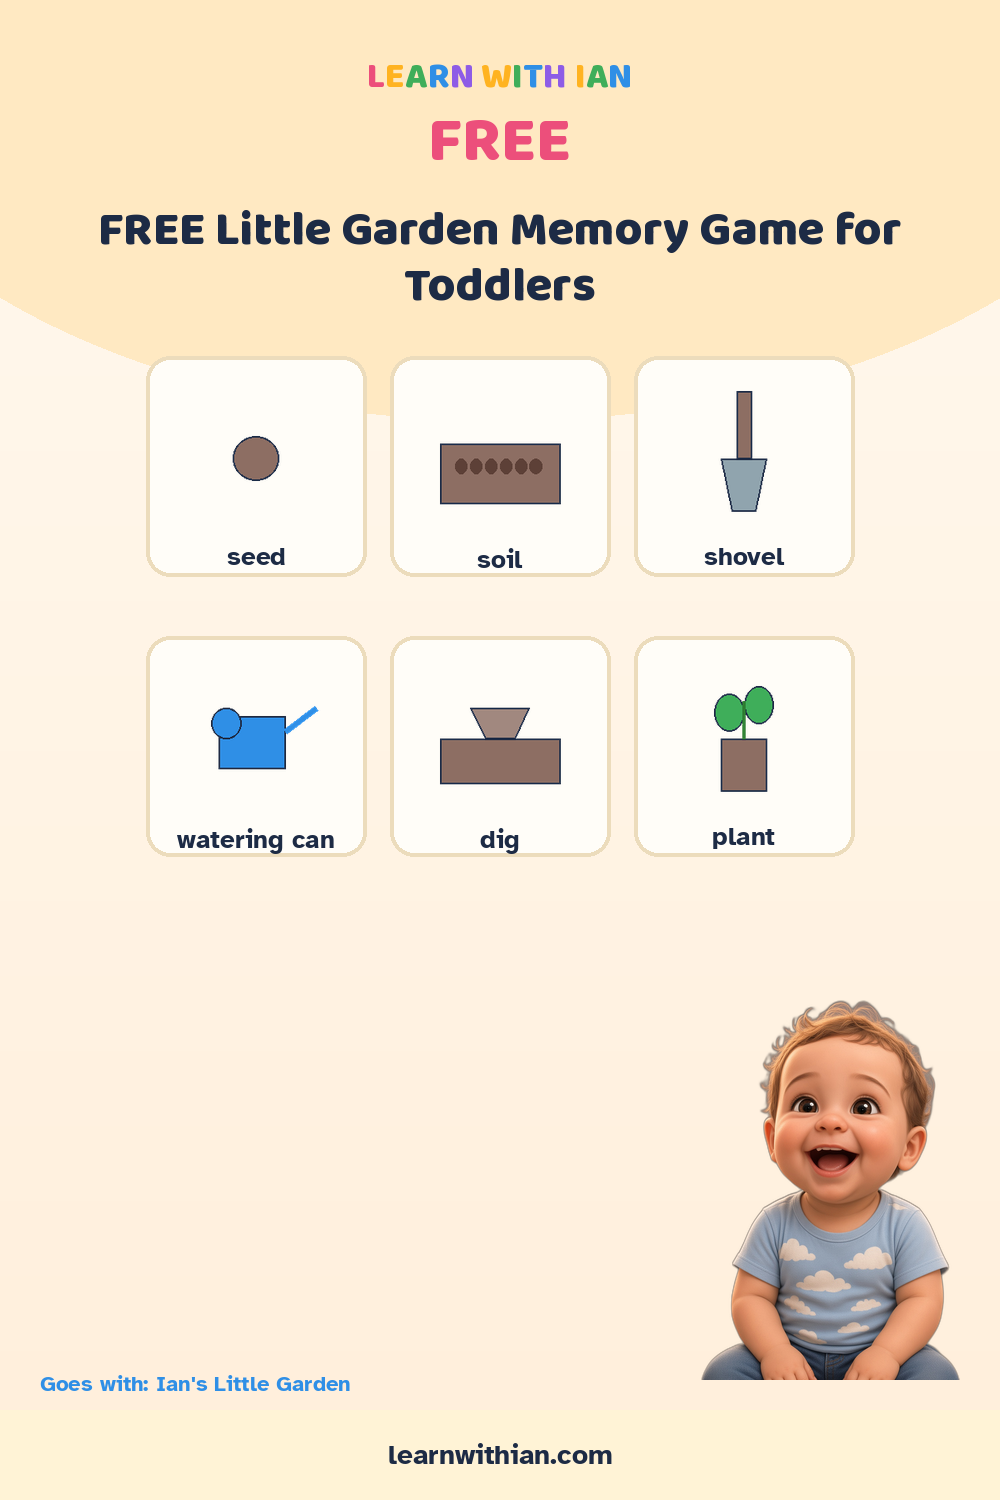 LEARN WITH IAN
FREE
FREE Little Garden Memory Game for
Toddlers
seed
soil
shovel
watering can
dig
plant
Goes with: Ian's Little Garden
learnwithian.com